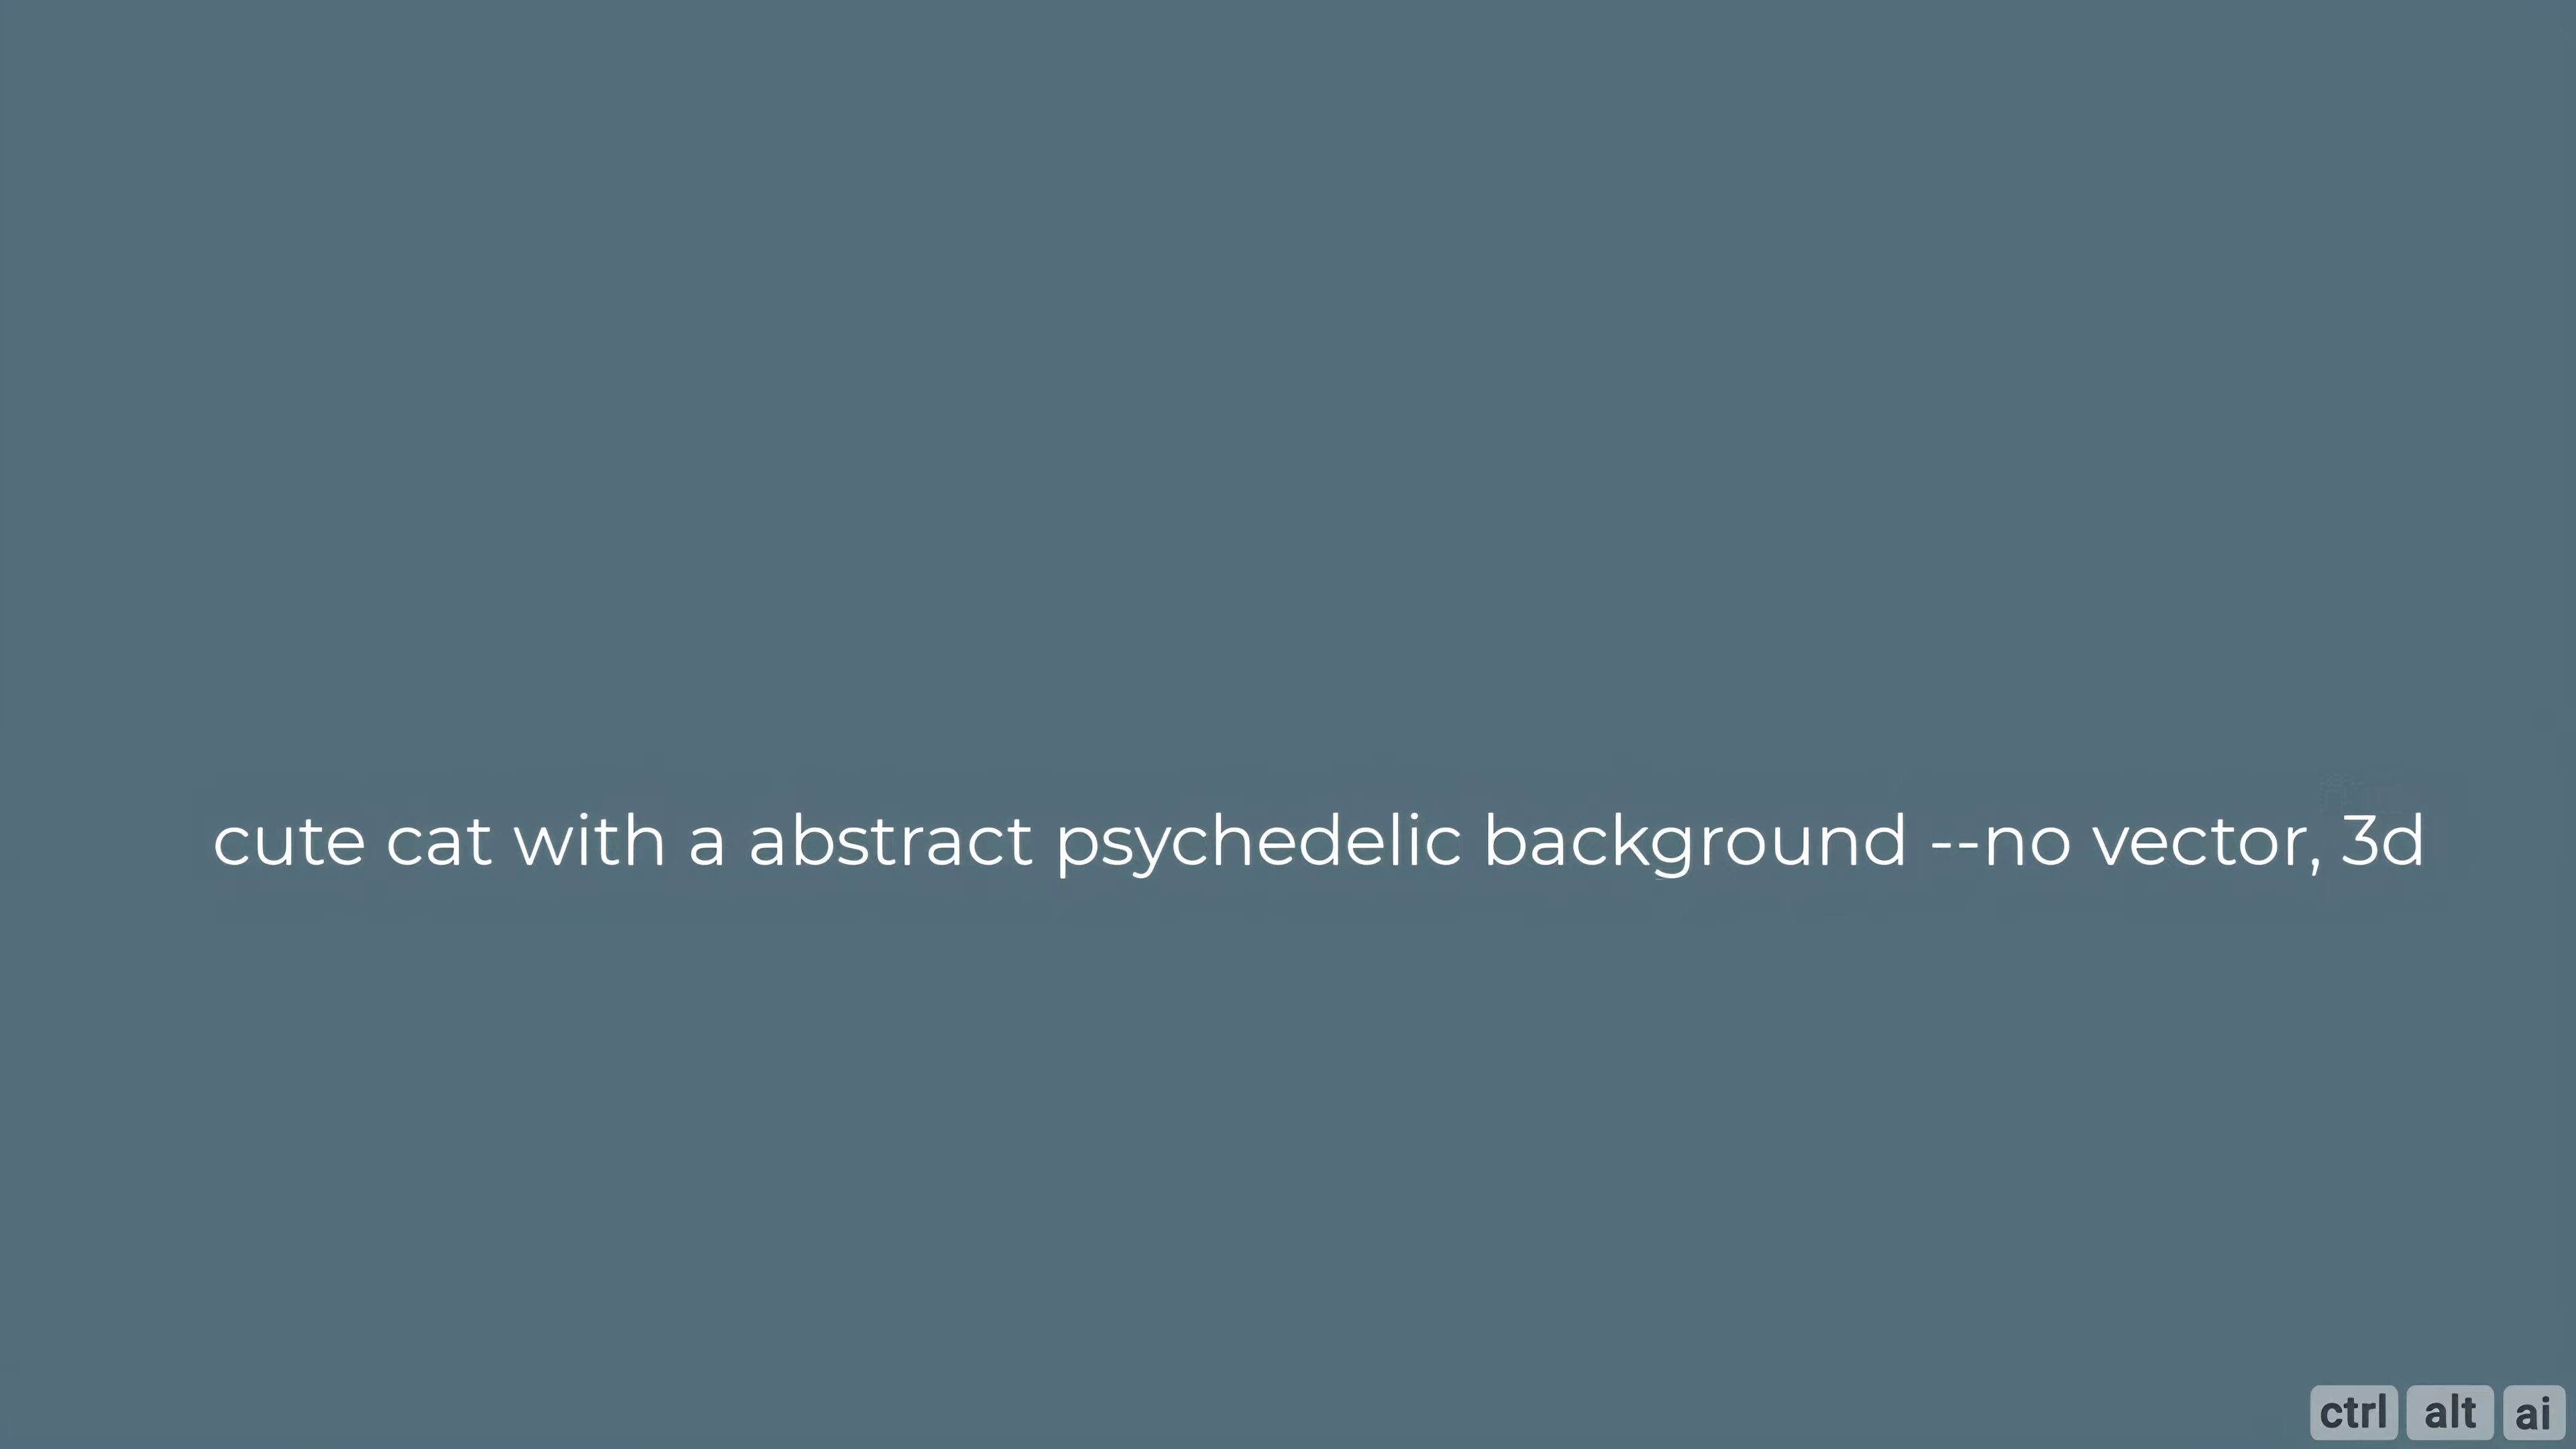 cute cat with a abstract psychedelic background --no vector, 3d
ctrl alt ai